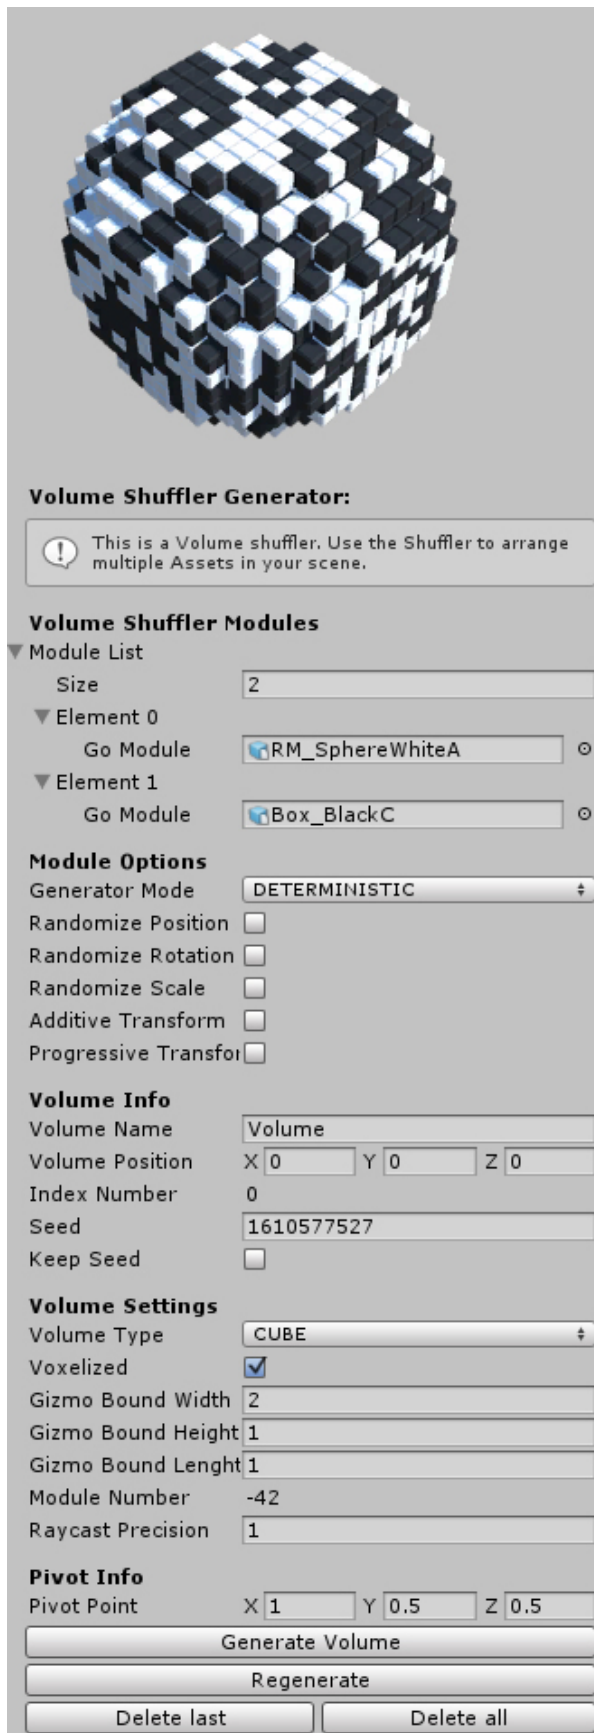 Volume Shuffler Generator:
This is a Volume shuffler. Use the Shuffler to arrange
multiple Assets in your scene.
Volume Shuffler Modules
Module List
Size 2
Element 0
Go Module RM_SphereWhiteA
Element 1
Go Module Box_BlackC
Module Options
Generator Mode DETERMINISTIC
Randomize Position
Randomize Rotation
Randomize Scale
Additive Transform
Progressive Transfor
Volume Info
Volume Name Volume
Volume Position X 0 Y 0 Z 0
Index Number 0
Seed 1610577527
Keep Seed
Volume Settings
Volume Type CUBE
Voxelized
Gizmo Bound Width 2
Gizmo Bound Height 1
Gizmo Bound Lenght 1
Module Number -42
Raycast Precision 1
Pivot Info
Pivot Point X 1 Y 0.5 Z 0.5
Generate Volume
Regenerate
Delete last Delete all